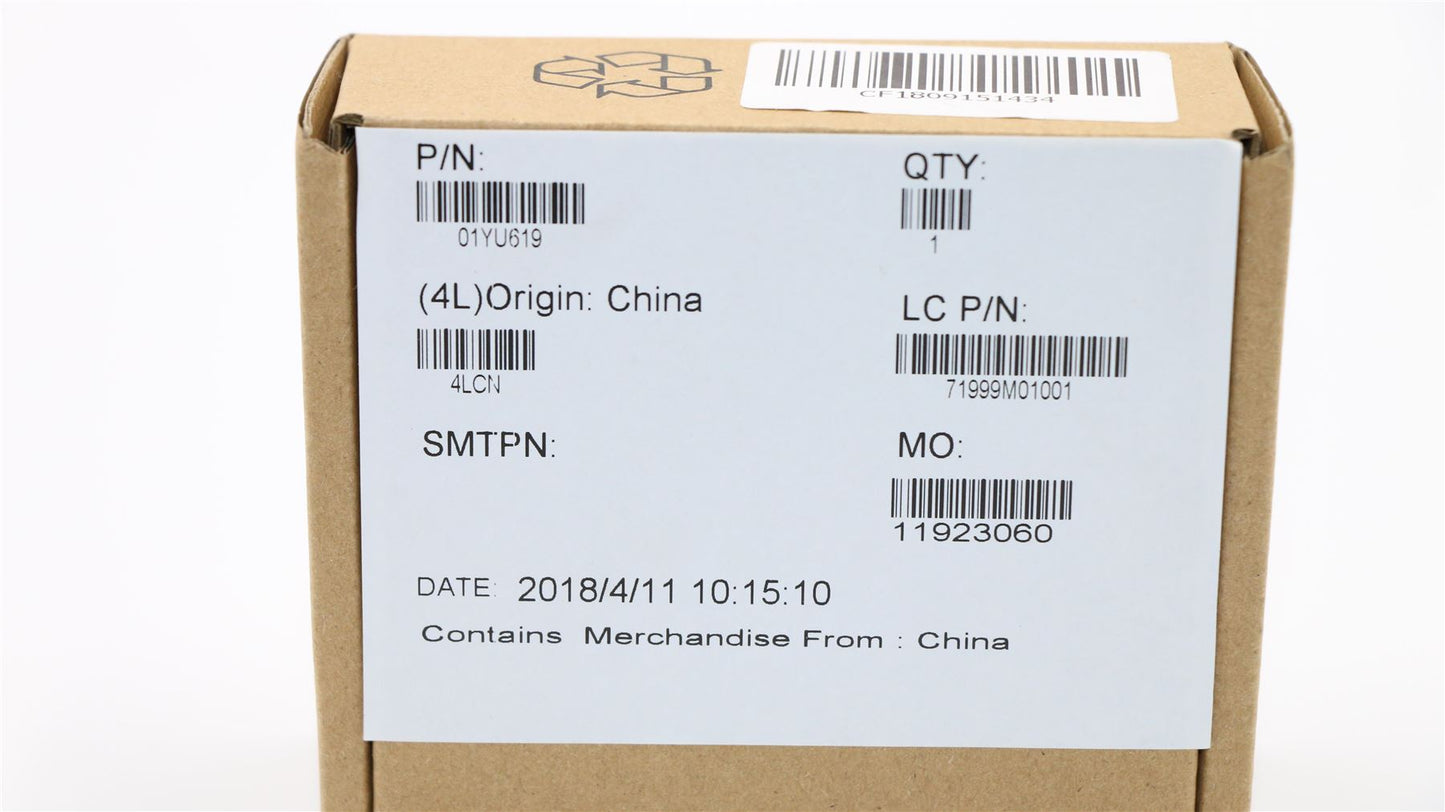 CF1809151434
P/N: QTY:
01YU619 1
(4L)Origin: China LC P/N:
4LCN 71999M01001
SMTPN: MO:
11923060
DATE: 2018/4/11 10:15:10
Contains Merchandise From : China